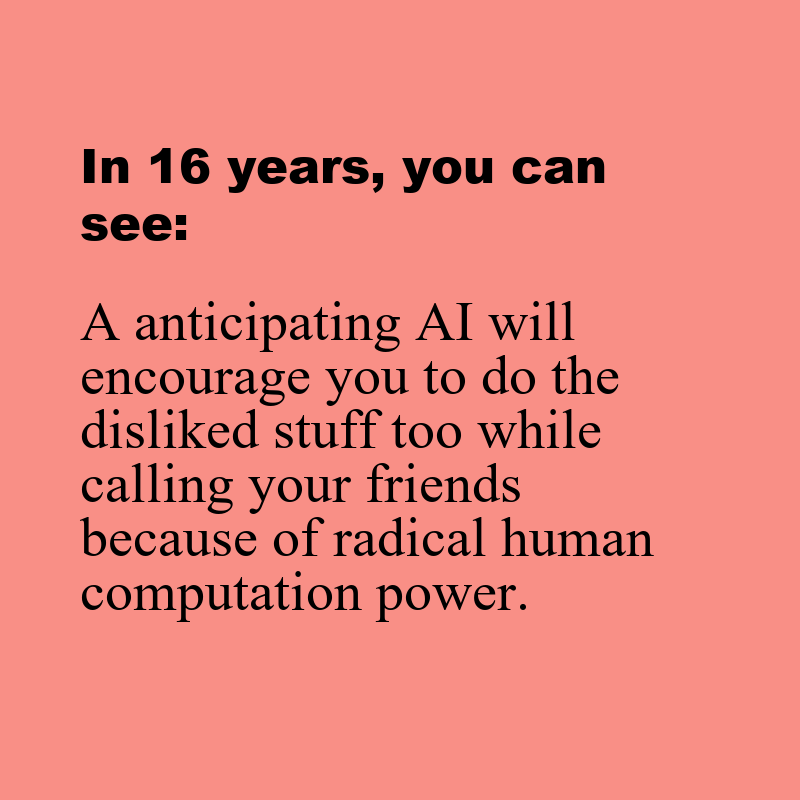 In 16 years, you can
see:
A anticipating AI will
encourage you to do the
disliked stuff too while
calling your friends
because of radical human
computation power.